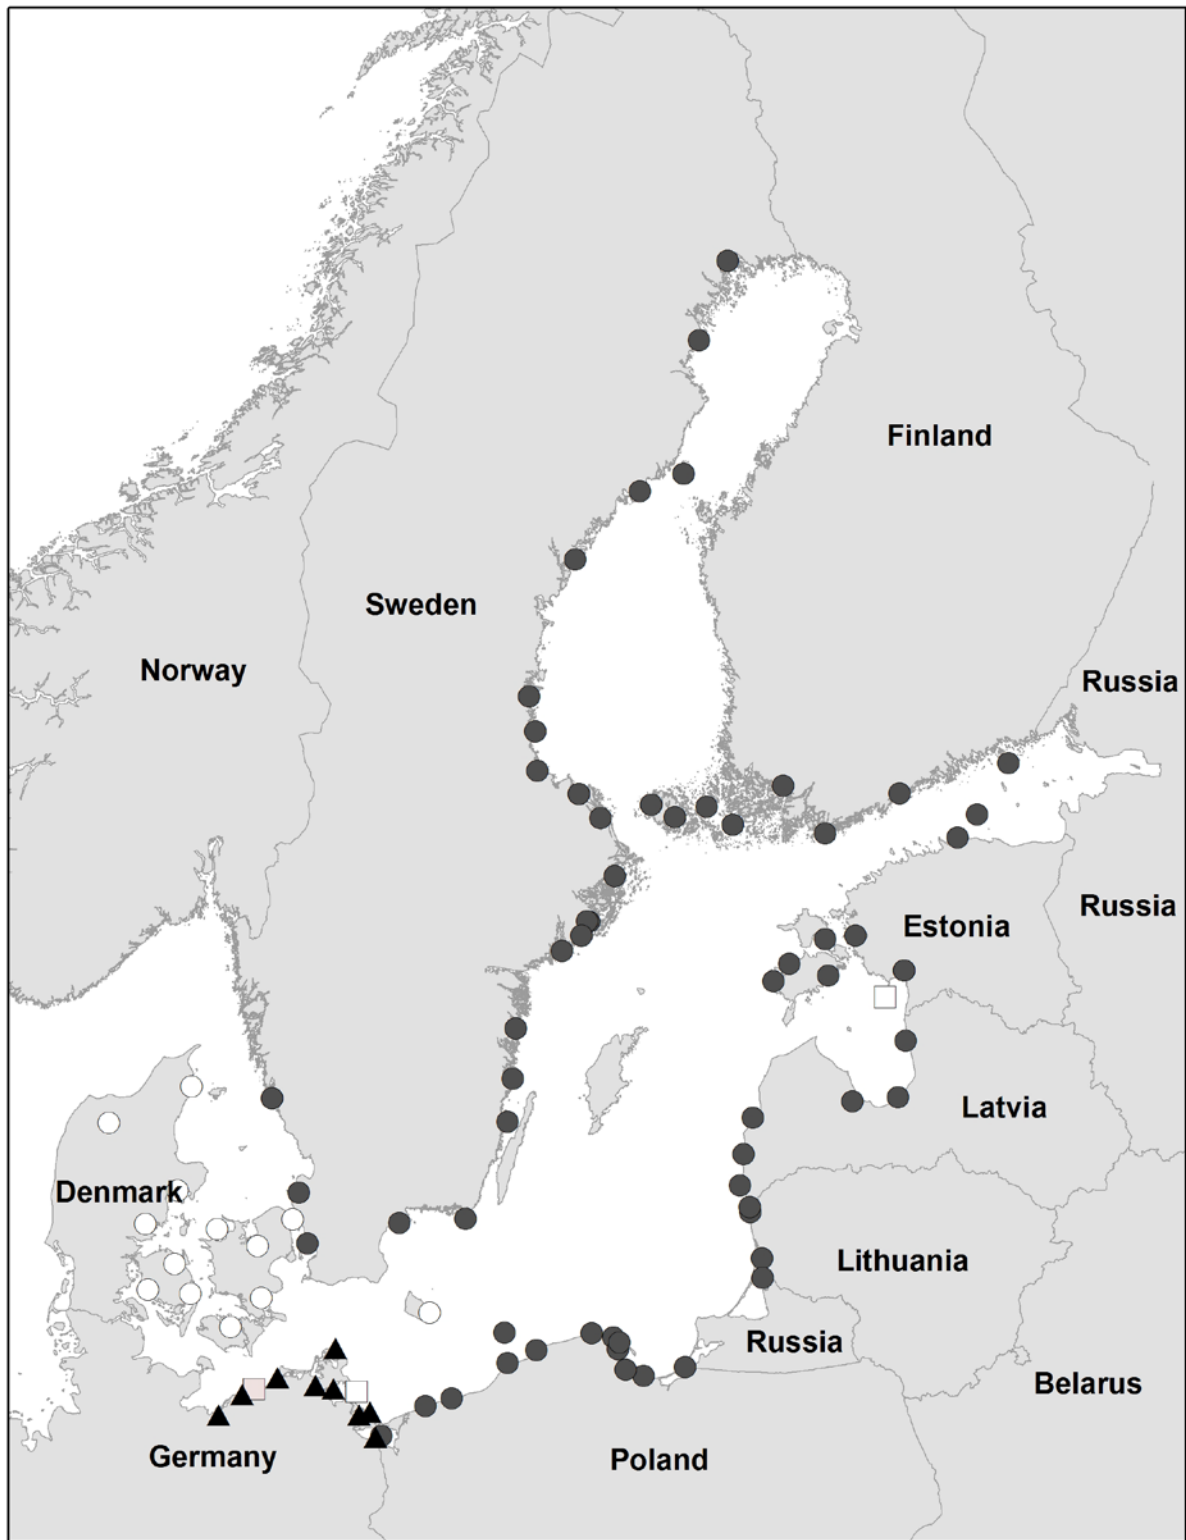 Finland
Sweden
Norway
Russia
Russia
Estonia
Latvia
Denmark
Lithuania
Russia
Belarus
Germany
Poland